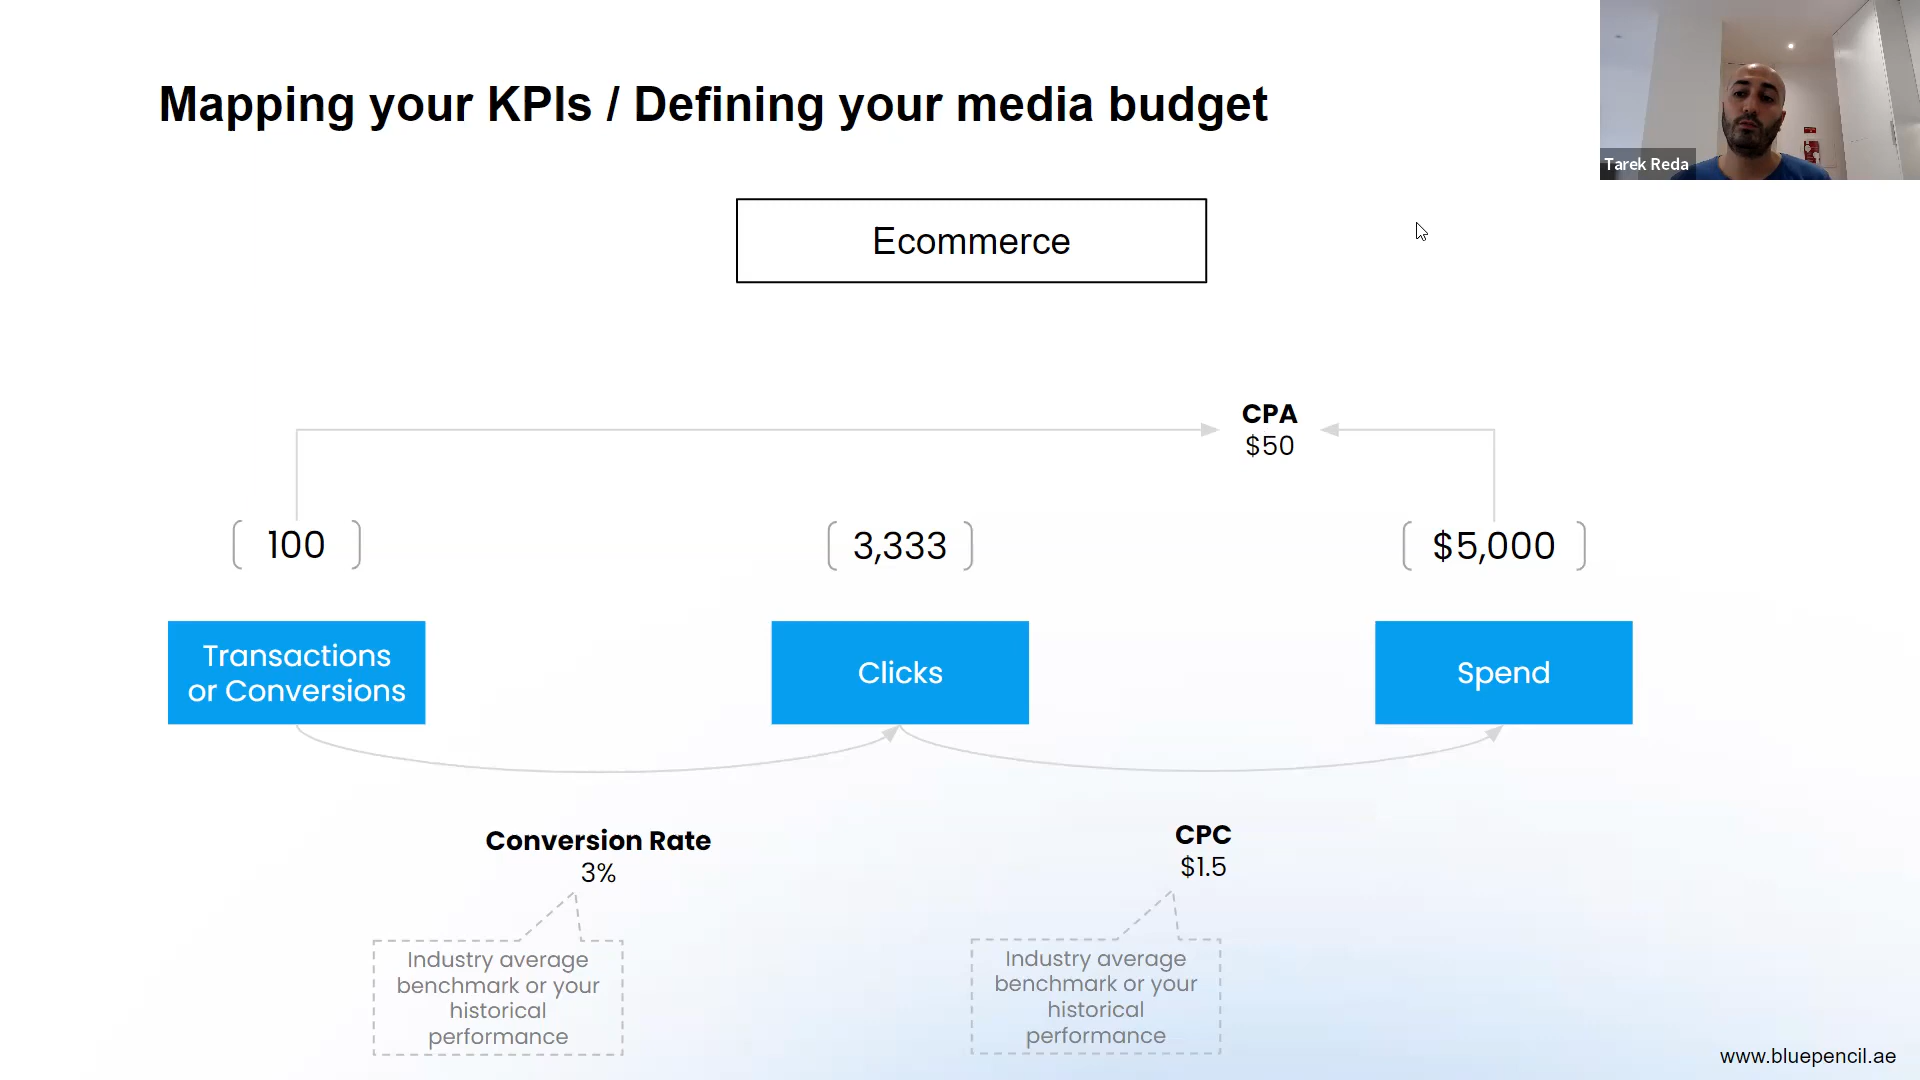 Mapping your KPIs / Defining your media budget
Tarek Reda
Ecommerce
CPA
$50
100
3,333
$5,000
Transactions
or Conversions
Clicks
Spend
Conversion Rate
3%
CPC
$1.5
Industry average
benchmark or your
historical
performance
Industry average
benchmark or your
historical
performance
www.bluepencil.ae